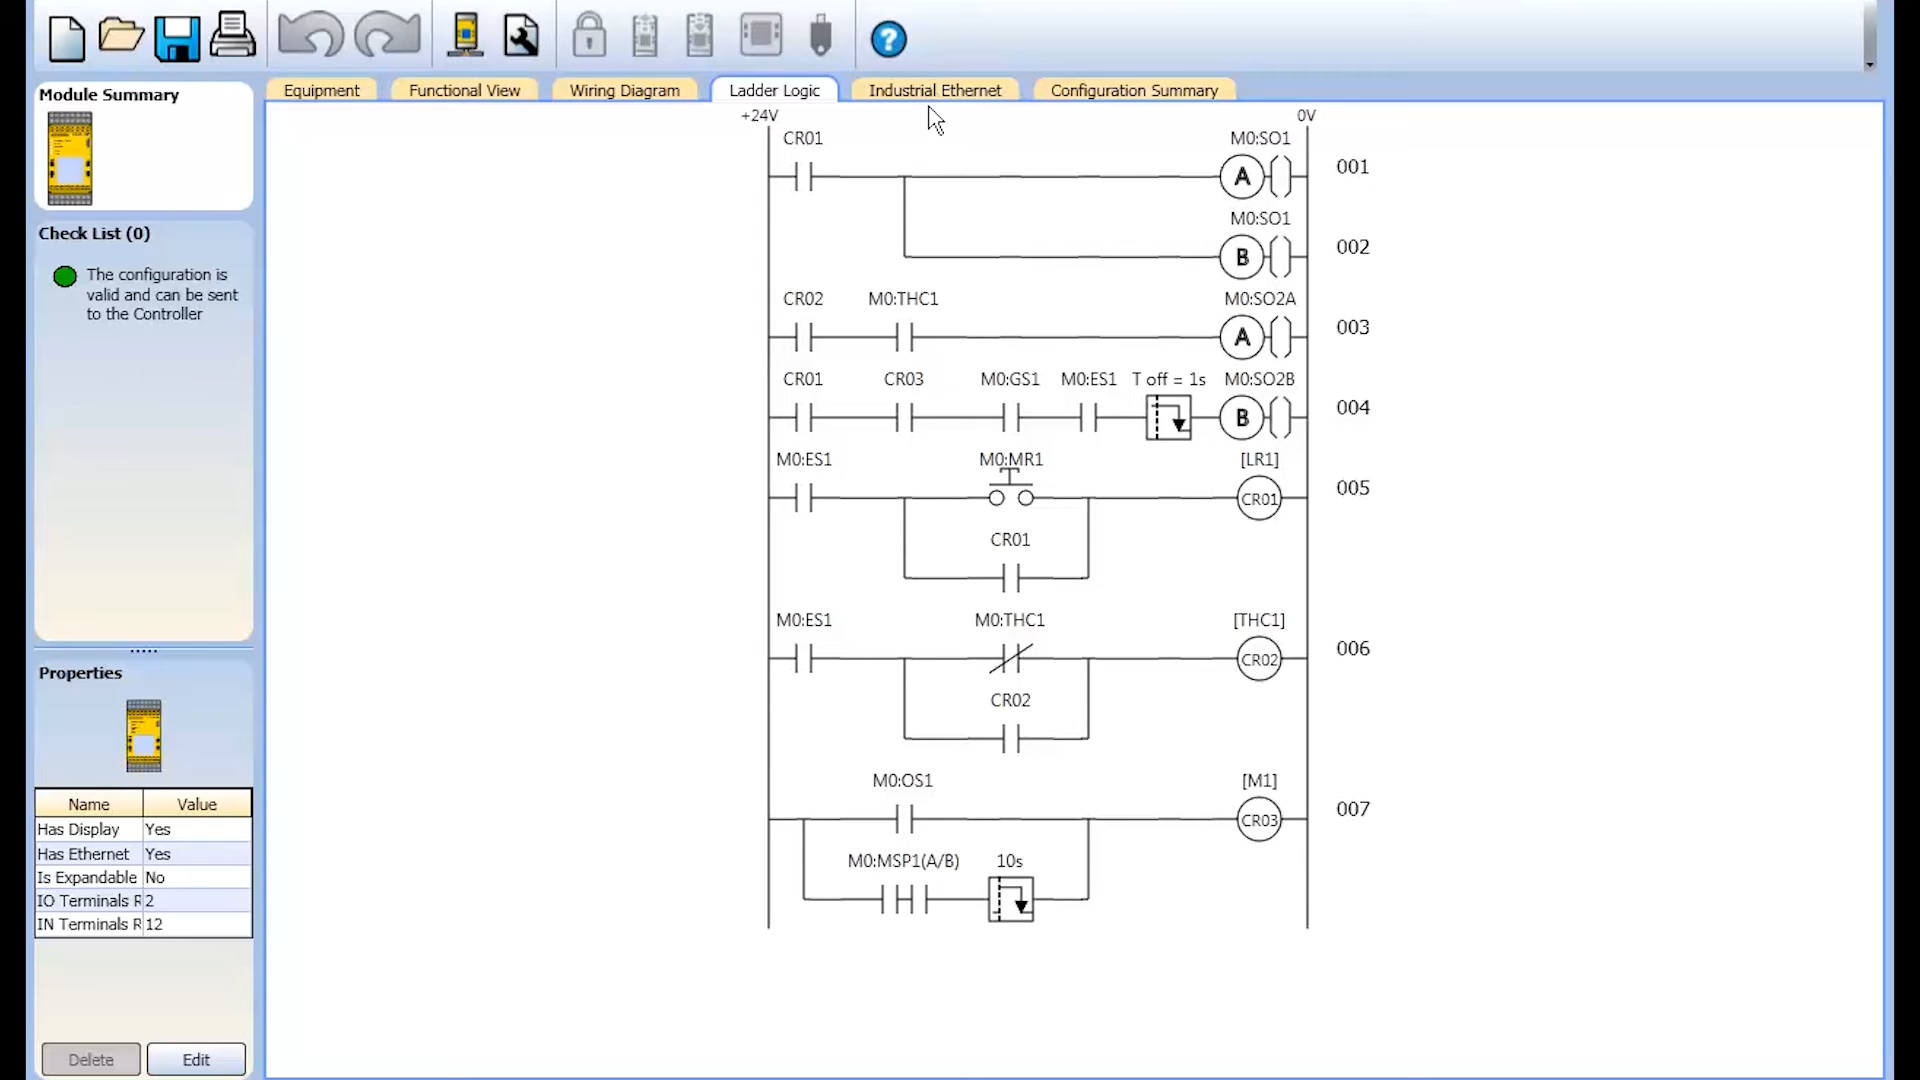 Equipment
Functional View
Wiring Diagram
Ladder Logic
Industrial Ethernet
Configuration Summary
Module Summary
Check List (0)
The configuration is
valid and can be sent
to the Controller
Properties
Name Value
Has Display Yes
Has Ethernet Yes
Is Expandable No
IO Terminals R 2
IN Terminals R 12
Delete Edit
+24V 0V
CR01 M0:SO1
A 001
M0:SO1
B 002
CR02 M0:THC1 M0:SO2A
A 003
CR01 CR03 M0:GS1 M0:ES1 T off = 1s M0:SO2B
B 004
M0:ES1 M0:MR1 [LR1]
CR01 005
CR01
M0:ES1 M0:THC1 [THC1]
CR02 006
CR02
M0:OS1 [M1]
CR03 007
M0:MSP1(A/B) 10s